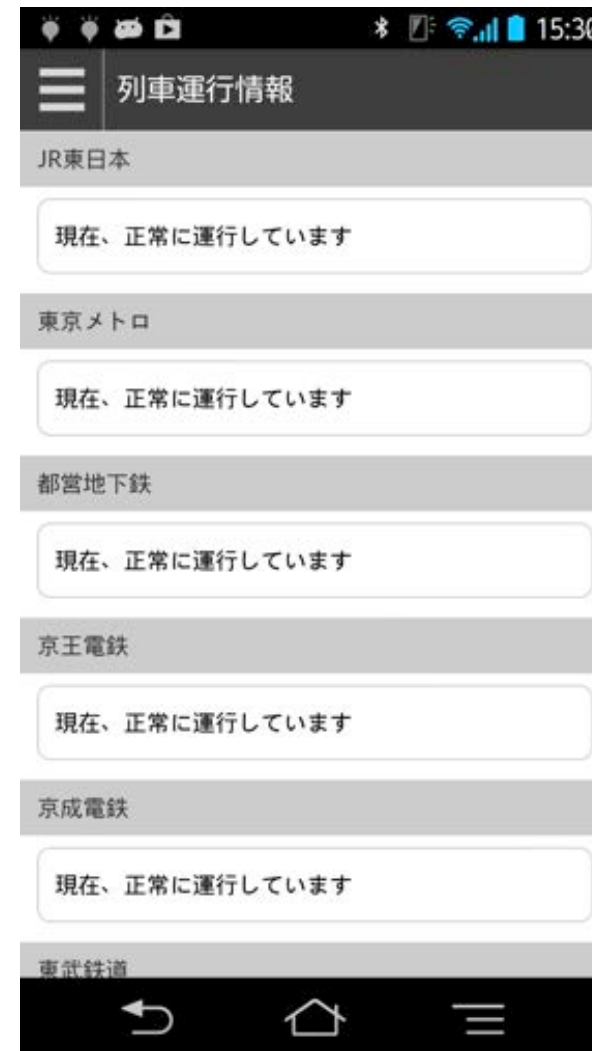 15:30
列車運行情報
JR東日本
現在、正常に運行しています
東京メトロ
現在、正常に運行しています
都営地下鉄
現在、正常に運行しています
京王電鉄
現在、正常に運行しています
京成電鉄
現在、正常に運行しています
東武鉄道